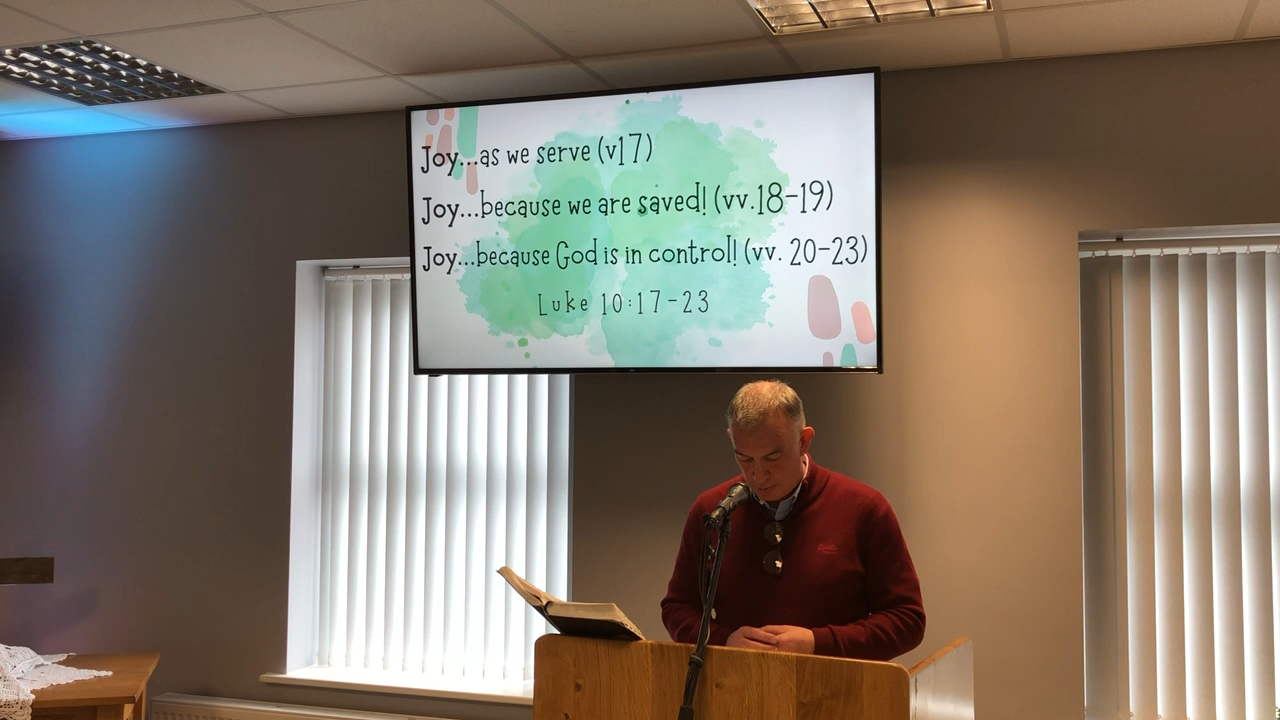 Joy...as we serve (v17)
Joy...because we are saved! (vv.18-19)
Joy...because God is in control! (vv. 20-23)
Luke 10:17-23